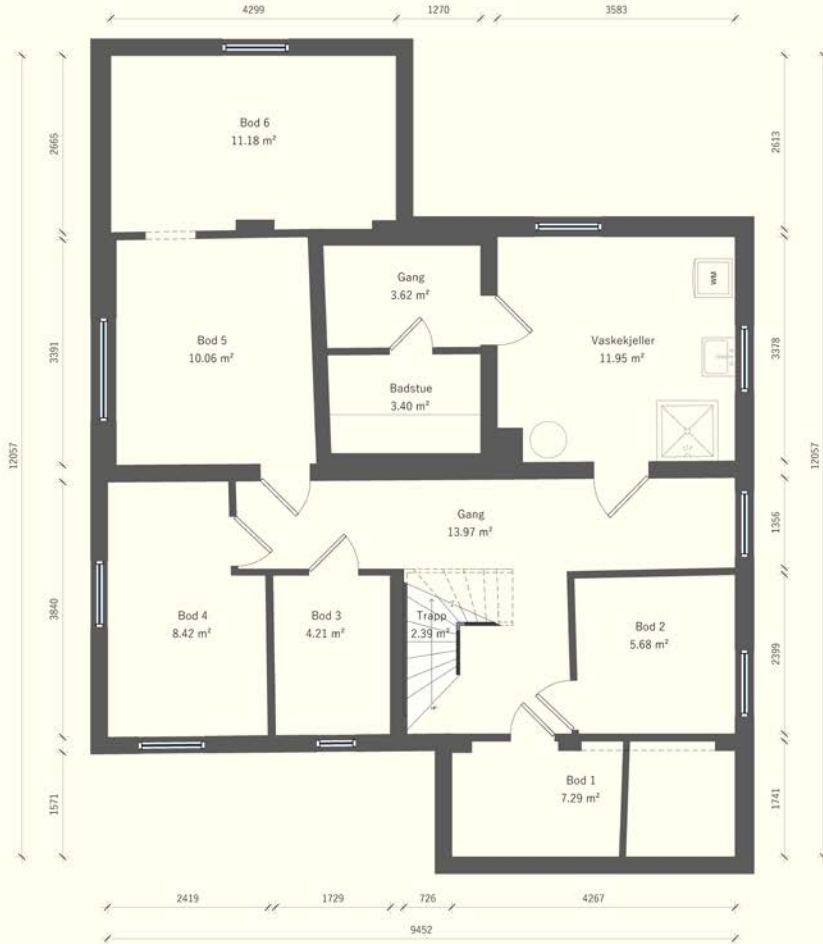 4299
1270
3583
Bod 6
11.18 m²
2665
2613
Gang
3.62 m²
WM
Bod 5
10.06 m²
Vaskekjeller
11.95 m²
3391
3378
Badstue
3.40 m²
12057
12057
Gang
13.97 m²
1356
Bod 4
8.42 m²
Bod 3
4.21 m²
Trapp
2.39 m²
Bod 2
5.68 m²
3840
2399
Bod 1
7.29 m²
1571
1741
2419
1729
726
4267
9452